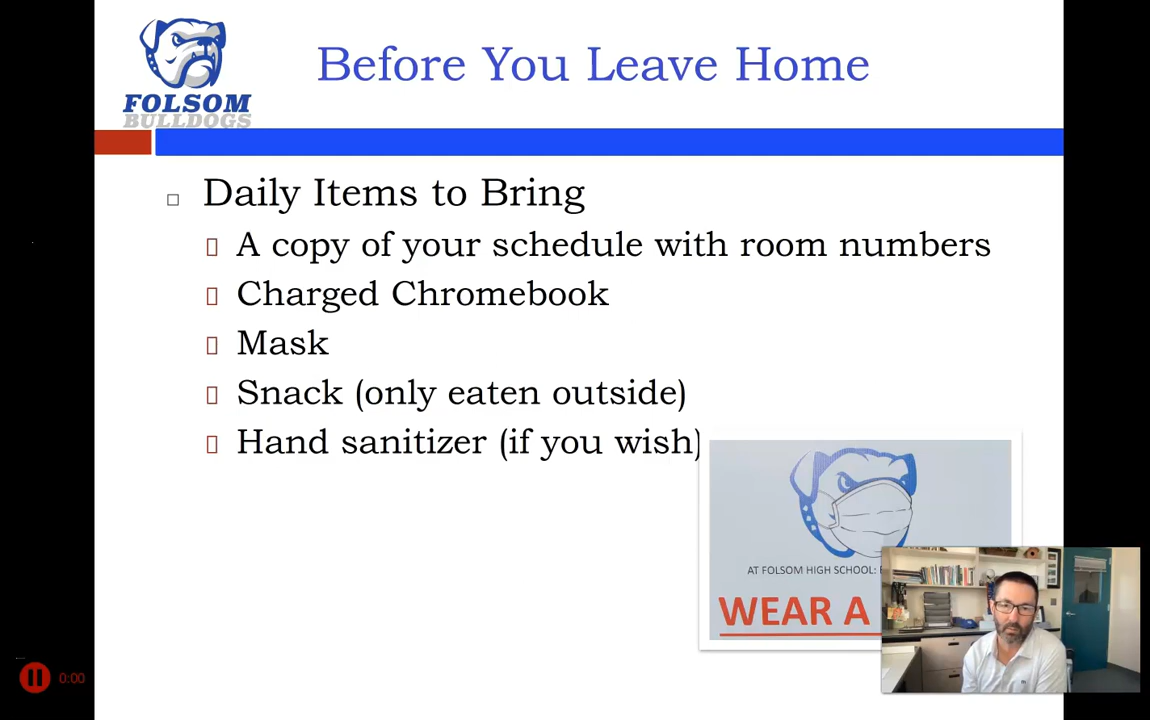 FOLSOM
BULLDOGS
Before You Leave Home
Daily Items to Bring
A copy of your schedule with room numbers
Charged Chromebook
Mask
Snack (only eaten outside)
Hand sanitizer (if you wish)
AT FOLSOM HIGH SCHOOL:
WEAR A
0:00